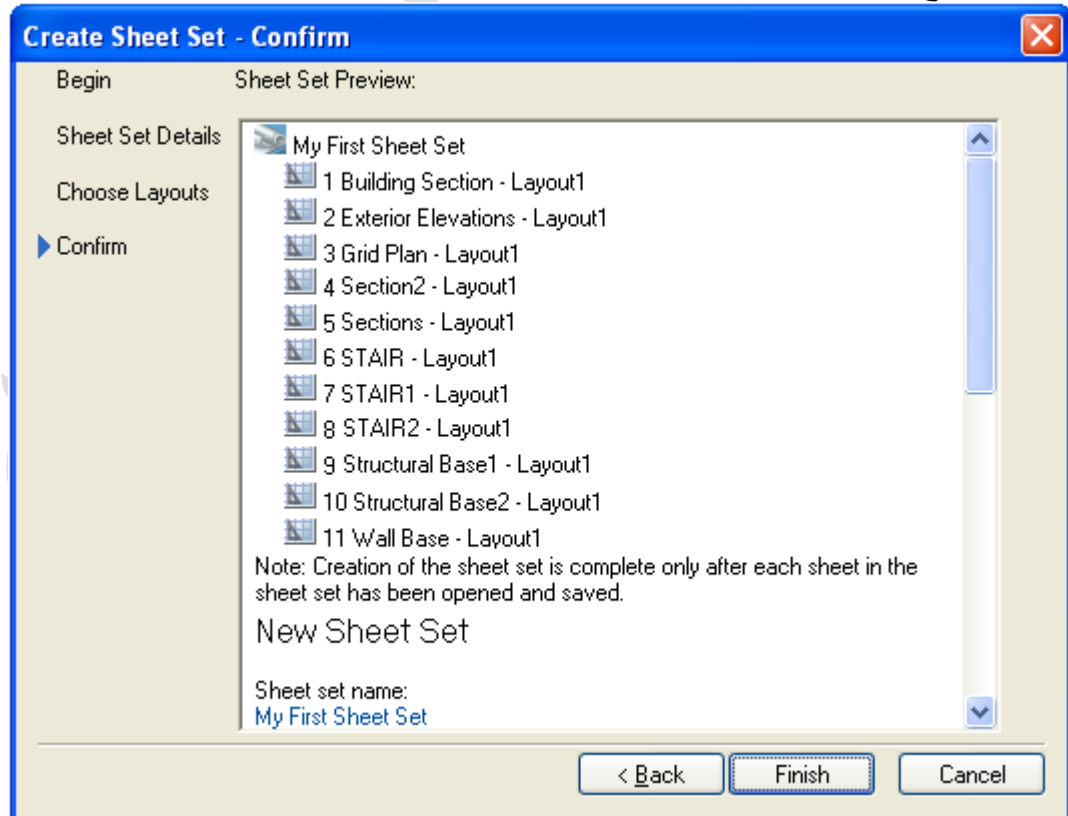 Create Sheet Set - Confirm
Begin
Sheet Set Details
Choose Layouts
Confirm
Sheet Set Preview:
My First Sheet Set
1 Building Section - Layout1
2 Exterior Elevations - Layout1
3 Grid Plan - Layout1
4 Section2 - Layout1
5 Sections - Layout1
6 STAIR - Layout1
7 STAIR1 - Layout1
8 STAIR2 - Layout1
9 Structural Base1 - Layout1
10 Structural Base2 - Layout1
11 Wall Base - Layout1
Note: Creation of the sheet set is complete only after each sheet in the
sheet set has been opened and saved.
New Sheet Set
Sheet set name:
My First Sheet Set
< Back
Finish
Cancel